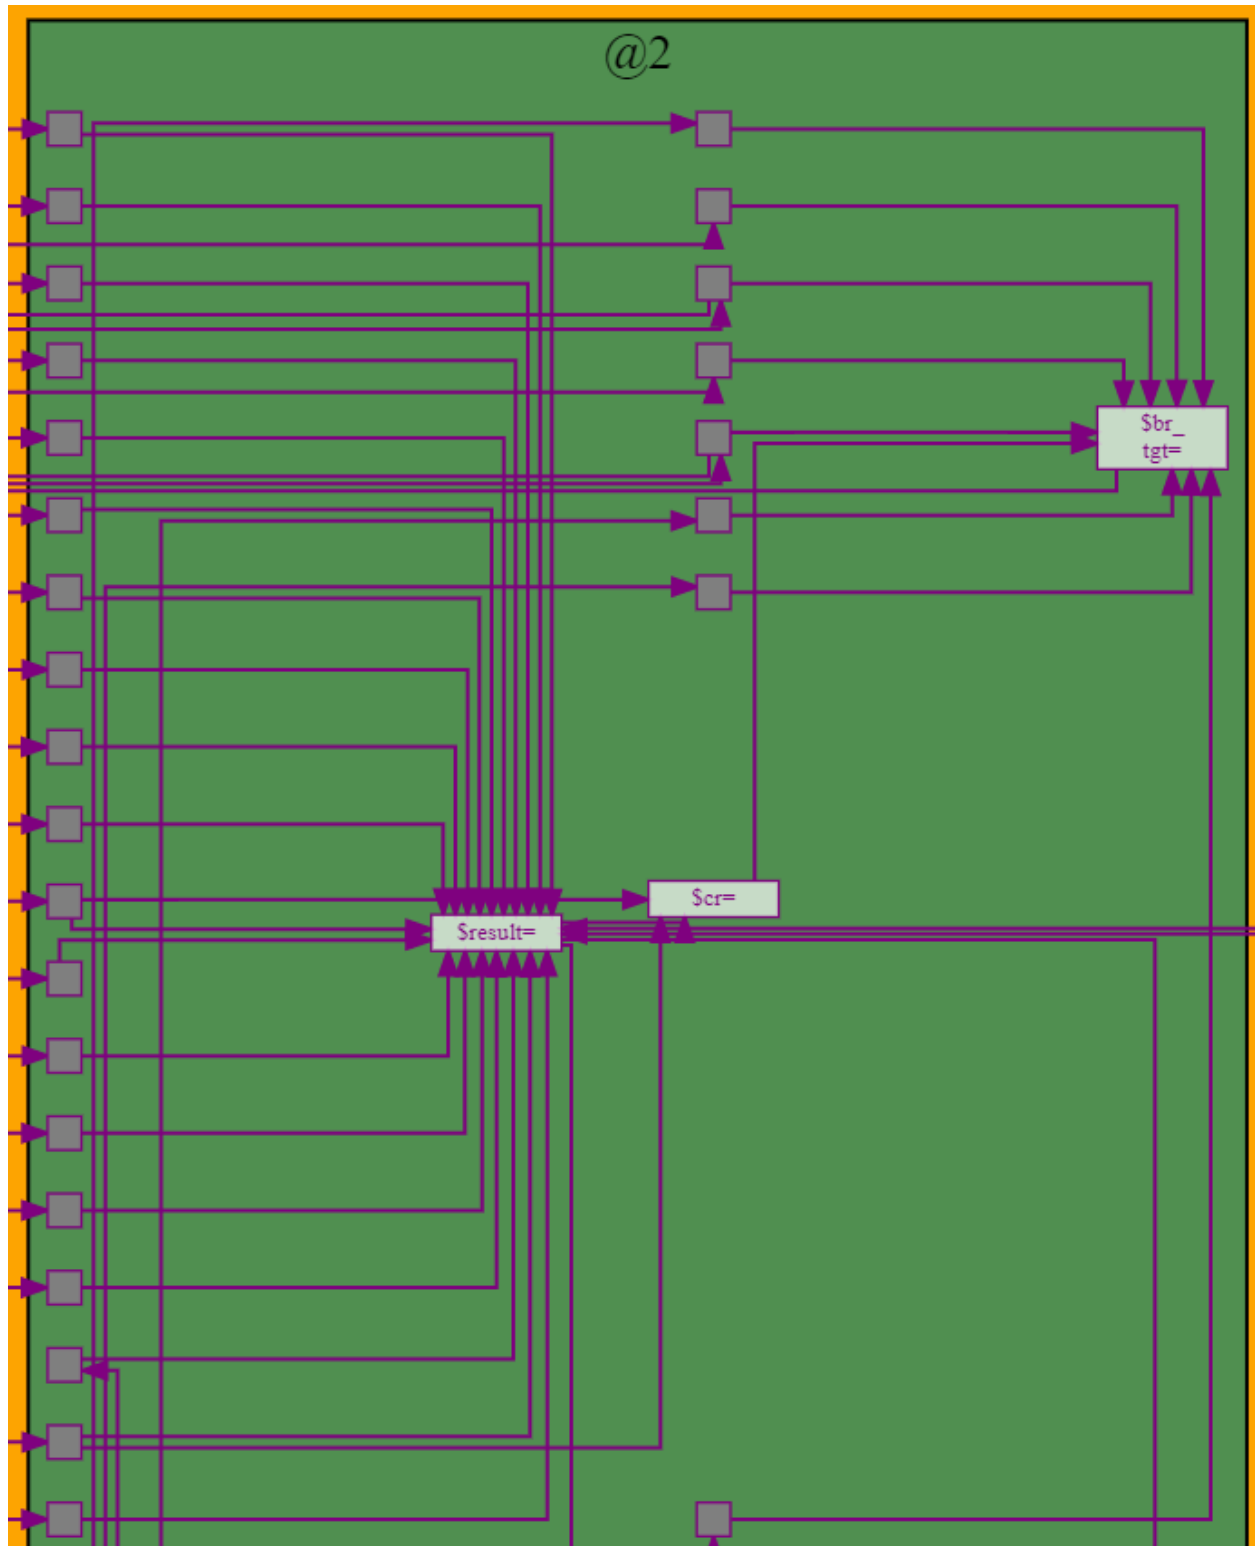 @2
$br_
tgt=
$cr=
$result=